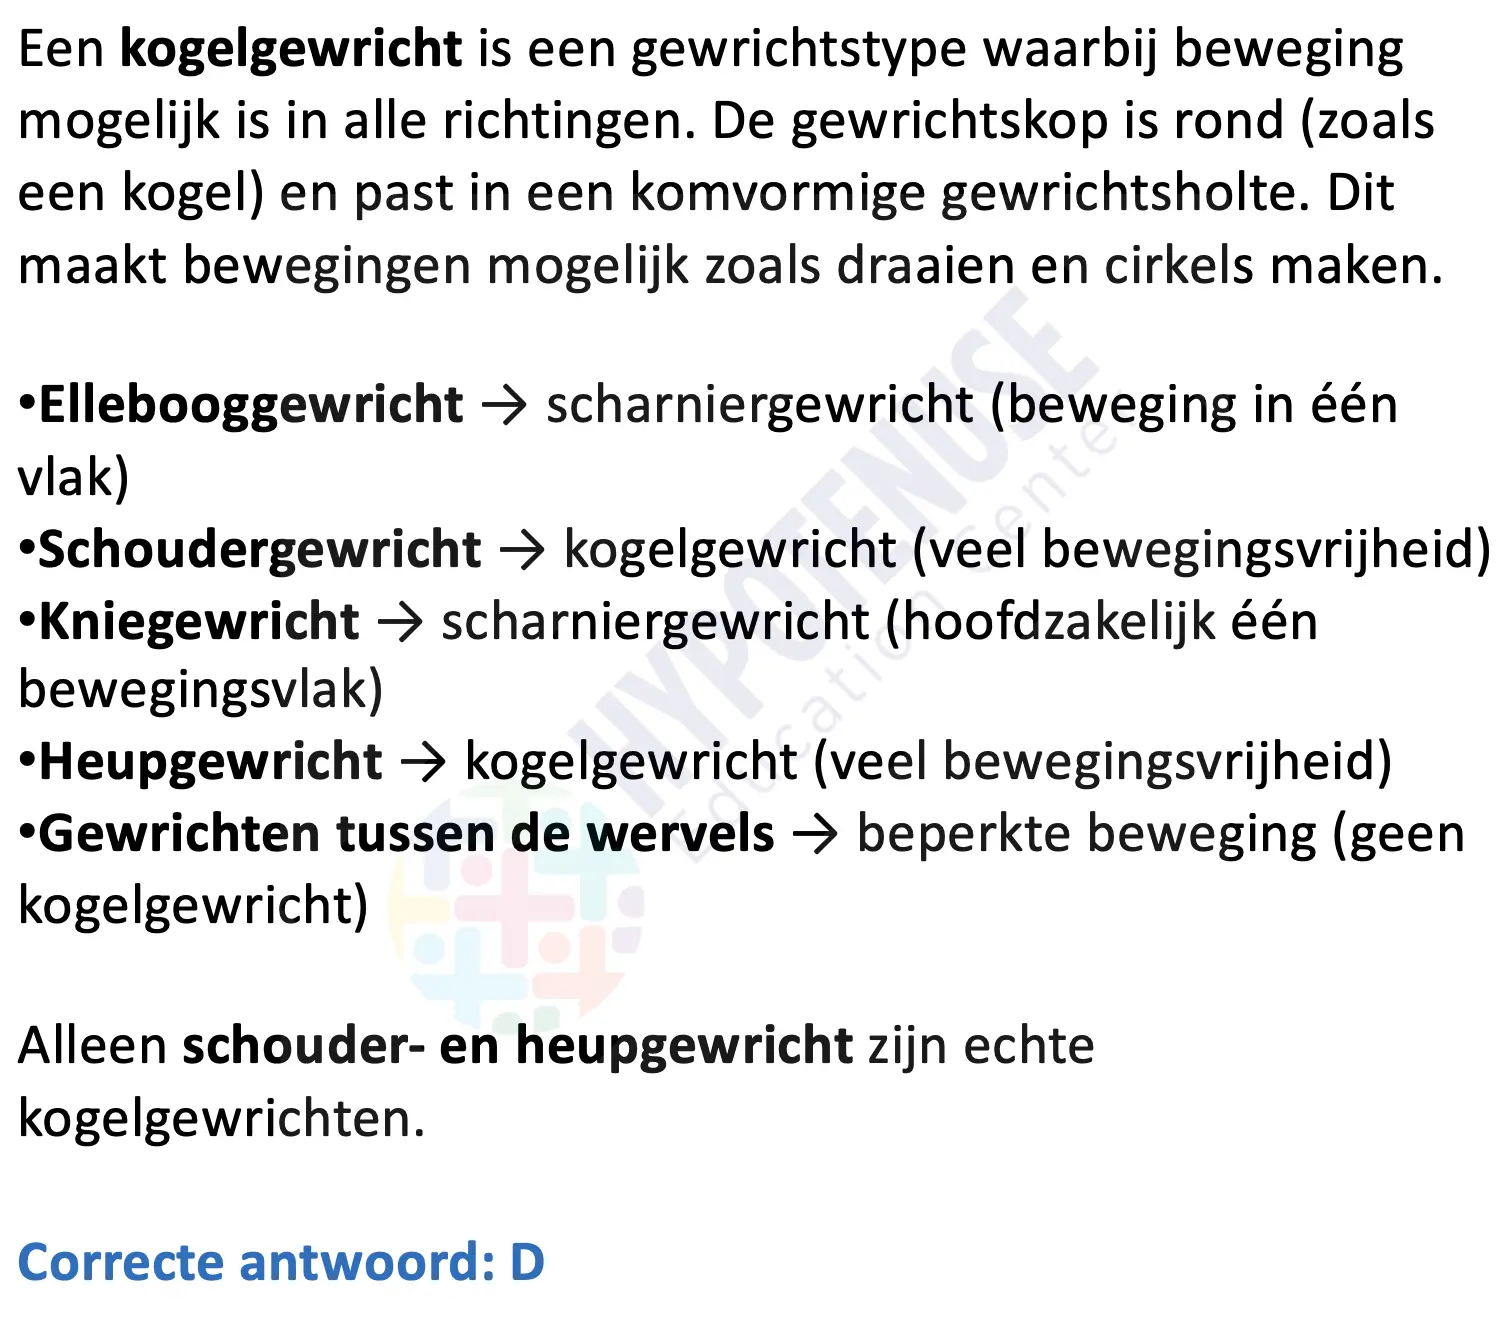 Een kogelgewricht is een gewrichtstype waarbij beweging
mogelijk is in alle richtingen. De gewrichtskop is rond (zoals
een kogel) en past in een komvormige gewrichtsholte. Dit
maakt bewegingen mogelijk zoals draaien en cirkels maken.
•Ellebooggewricht → scharniergewricht (beweging in één
vlak)
•Schoudergewricht → kogelgewricht (veel bewegingsvrijheid)
•Kniegewricht → scharniergewricht (hoofdzakelijk één
bewegingsvlak)
•Heupgewricht → kogelgewricht (veel bewegingsvrijheid)
•Gewrichten tussen de wervels → beperkte beweging (geen
kogelgewricht)
Alleen schouder- en heupgewricht zijn echte
kogelgewrichten.
Correcte antwoord: D
HYPOTENUSE
Education Center